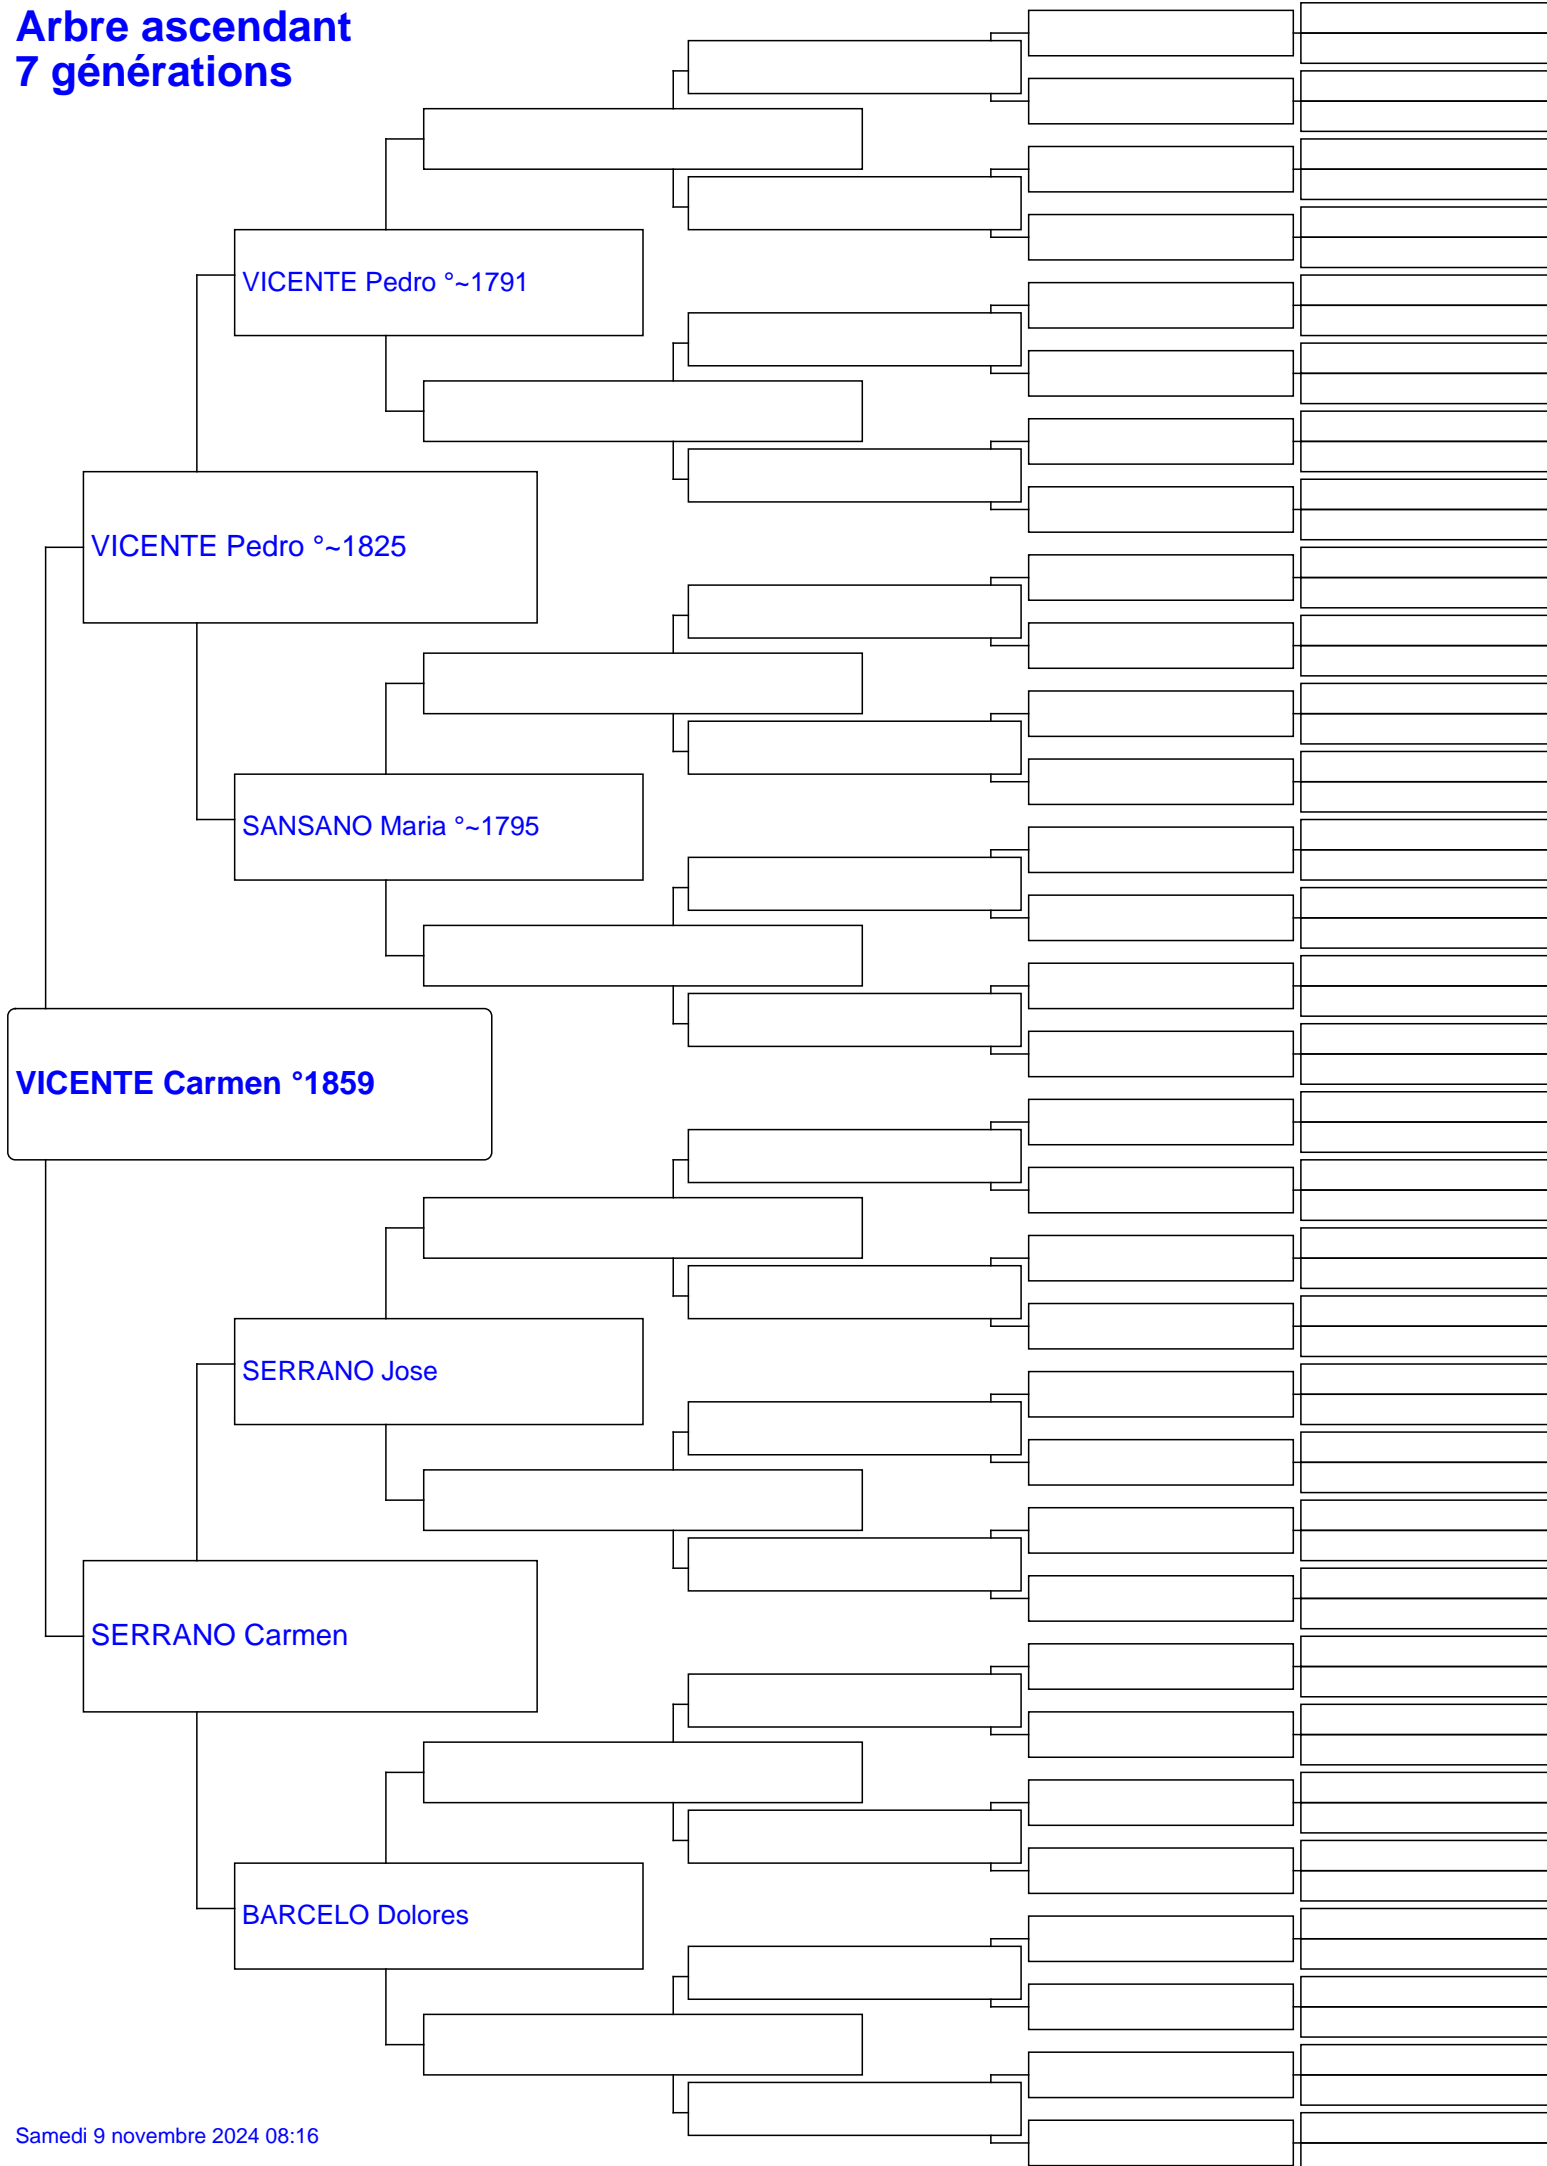 Arbre ascendant
7 générations
VICENTE Pedro °~1791
VICENTE Pedro °~1825
SANSANO Maria °~1795
VICENTE Carmen °1859
SERRANO Jose
SERRANO Carmen
BARCELO Dolores
Samedi 9 novembre 2024 08:16